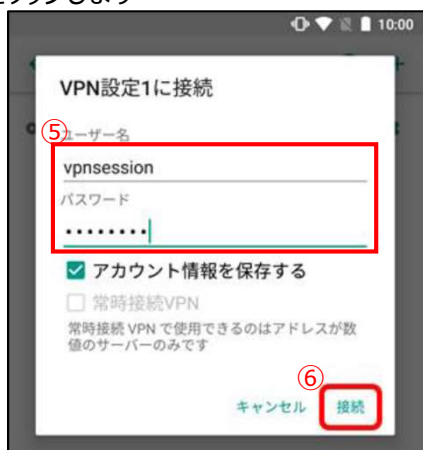 10:00
VPN設定1に接続
⑤
ユーザー名
vpnsession
パスワード
••••••••
アカウント情報を保存する
常時接続VPN
常時接続 VPN で使用できるのはアドレスが数
値のサーバーのみです
⑥
キャンセル 接続